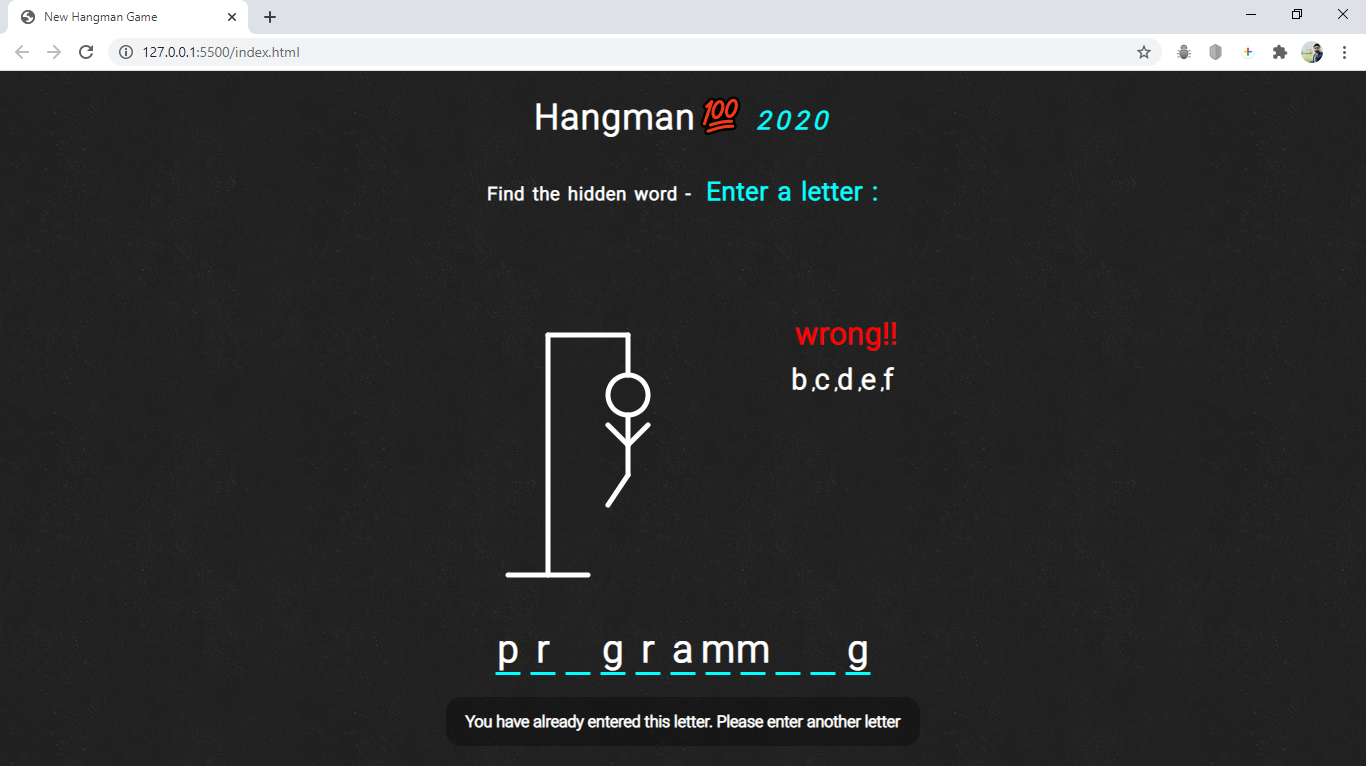 New Hangman Game
127.0.0.1:5500/index.html
Hangman💯 2020
Find the hidden word - Enter a letter :
wrong!!
b,c,d,e,f
p r _ g r a m m _ _ g
You have already entered this letter. Please enter another letter